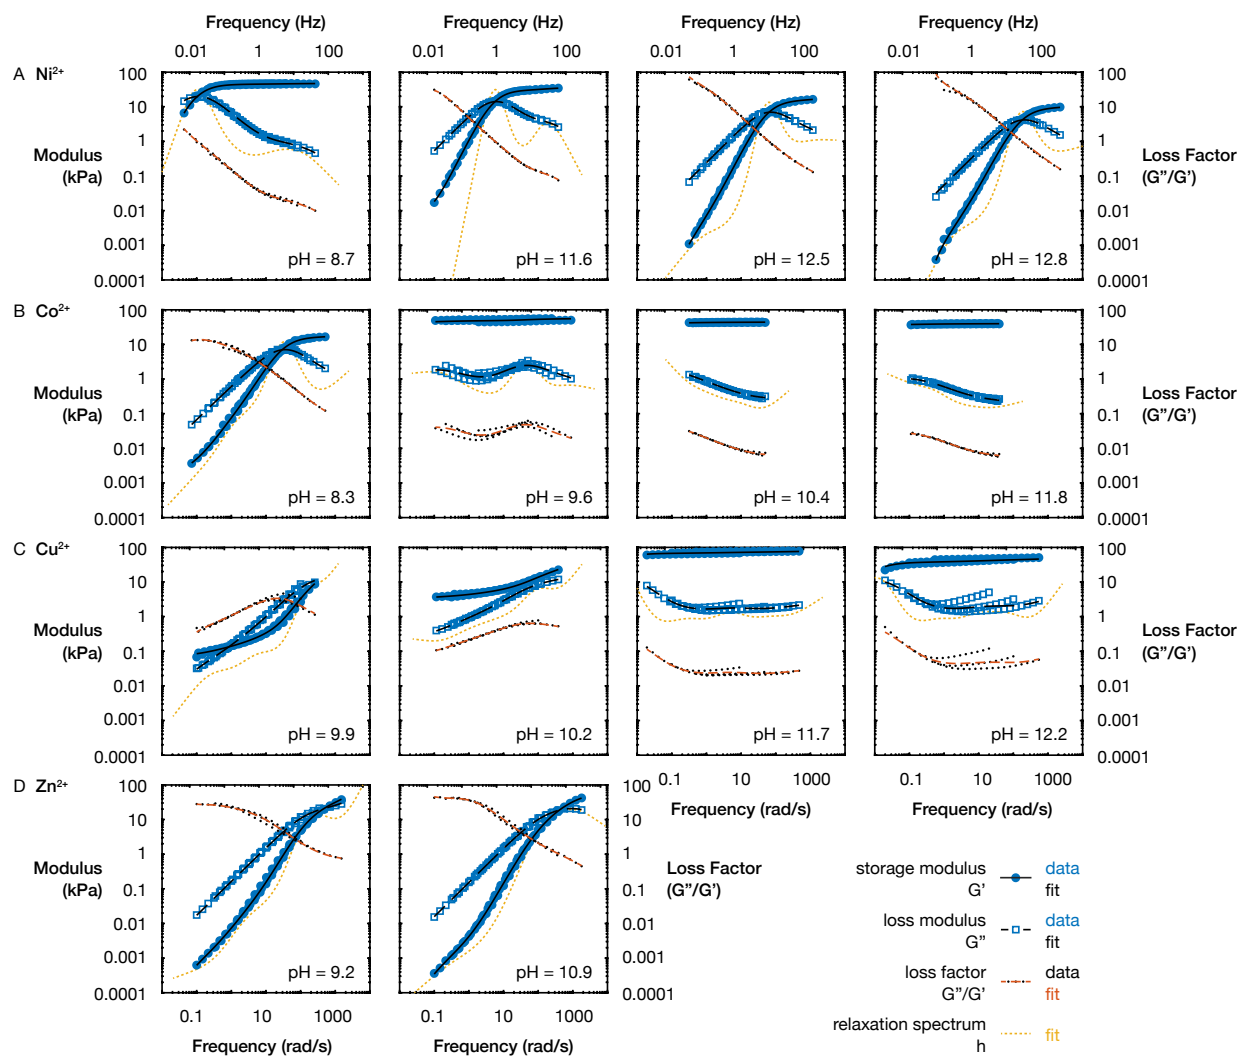 Frequency (Hz) Frequency (Hz) Frequency (Hz) Frequency (Hz)
0.01 1 100 0.01 1 100 0.01 1 100 0.01 1 100
A Ni²⁺
100 100
10 10
1 1
Modulus Loss Factor
(kPa) (G”/G’)
0.1 0.1
0.01 0.01
0.001 0.001
pH = 8.7 pH = 11.6 pH = 12.5 pH = 12.8
0.0001 0.0001
B Co²⁺
100 100
10 10
1 1
Modulus Loss Factor
(kPa) (G”/G’)
0.1 0.1
0.01 0.01
0.001 0.001
pH = 8.3 pH = 9.6 pH = 10.4 pH = 11.8
0.0001 0.0001
C Cu²⁺
100 100
10 10
1 1
Modulus Loss Factor
(kPa) (G”/G’)
0.1 0.1
0.01 0.01
0.001 0.001
pH = 9.9 pH = 10.2 pH = 11.7 pH = 12.2
0.0001 0.0001
0.1 10 1000 0.1 10 1000
Frequency (rad/s) Frequency (rad/s)
D Zn²⁺
100 100
10 10
1 1
Modulus Loss Factor
(kPa) (G”/G’)
0.1 0.1
0.01 0.01
0.001 0.001
pH = 9.2 pH = 10.9
0.0001 0.0001
0.1 10 1000 0.1 10 1000
Frequency (rad/s) Frequency (rad/s)
storage modulus data
G’ fit
loss modulus data
G” fit
loss factor data
G”/G’ fit
relaxation spectrum fit
h